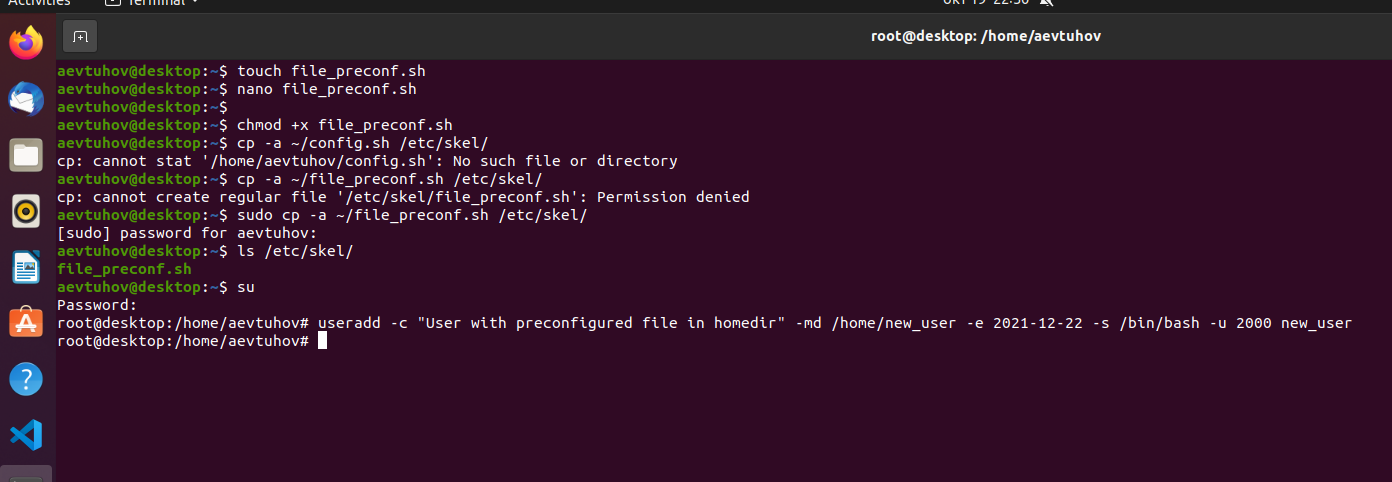 Activities Terminal
root@desktop: /home/aevtuhov
aevtuhov@desktop:~$ touch file_preconf.sh
aevtuhov@desktop:~$ nano file_preconf.sh
aevtuhov@desktop:~$
aevtuhov@desktop:~$ chmod +x file_preconf.sh
aevtuhov@desktop:~$ cp -a ~/config.sh /etc/skel/
cp: cannot stat '/home/aevtuhov/config.sh': No such file or directory
aevtuhov@desktop:~$ cp -a ~/file_preconf.sh /etc/skel/
cp: cannot create regular file '/etc/skel/file_preconf.sh': Permission denied
aevtuhov@desktop:~$ sudo cp -a ~/file_preconf.sh /etc/skel/
[sudo] password for aevtuhov:
aevtuhov@desktop:~$ ls /etc/skel/
file_preconf.sh
aevtuhov@desktop:~$ su
Password:
root@desktop:/home/aevtuhov# useradd -c "User with preconfigured file in homedir" -md /home/new_user -e 2021-12-22 -s /bin/bash -u 2000 new_user
root@desktop:/home/aevtuhov#